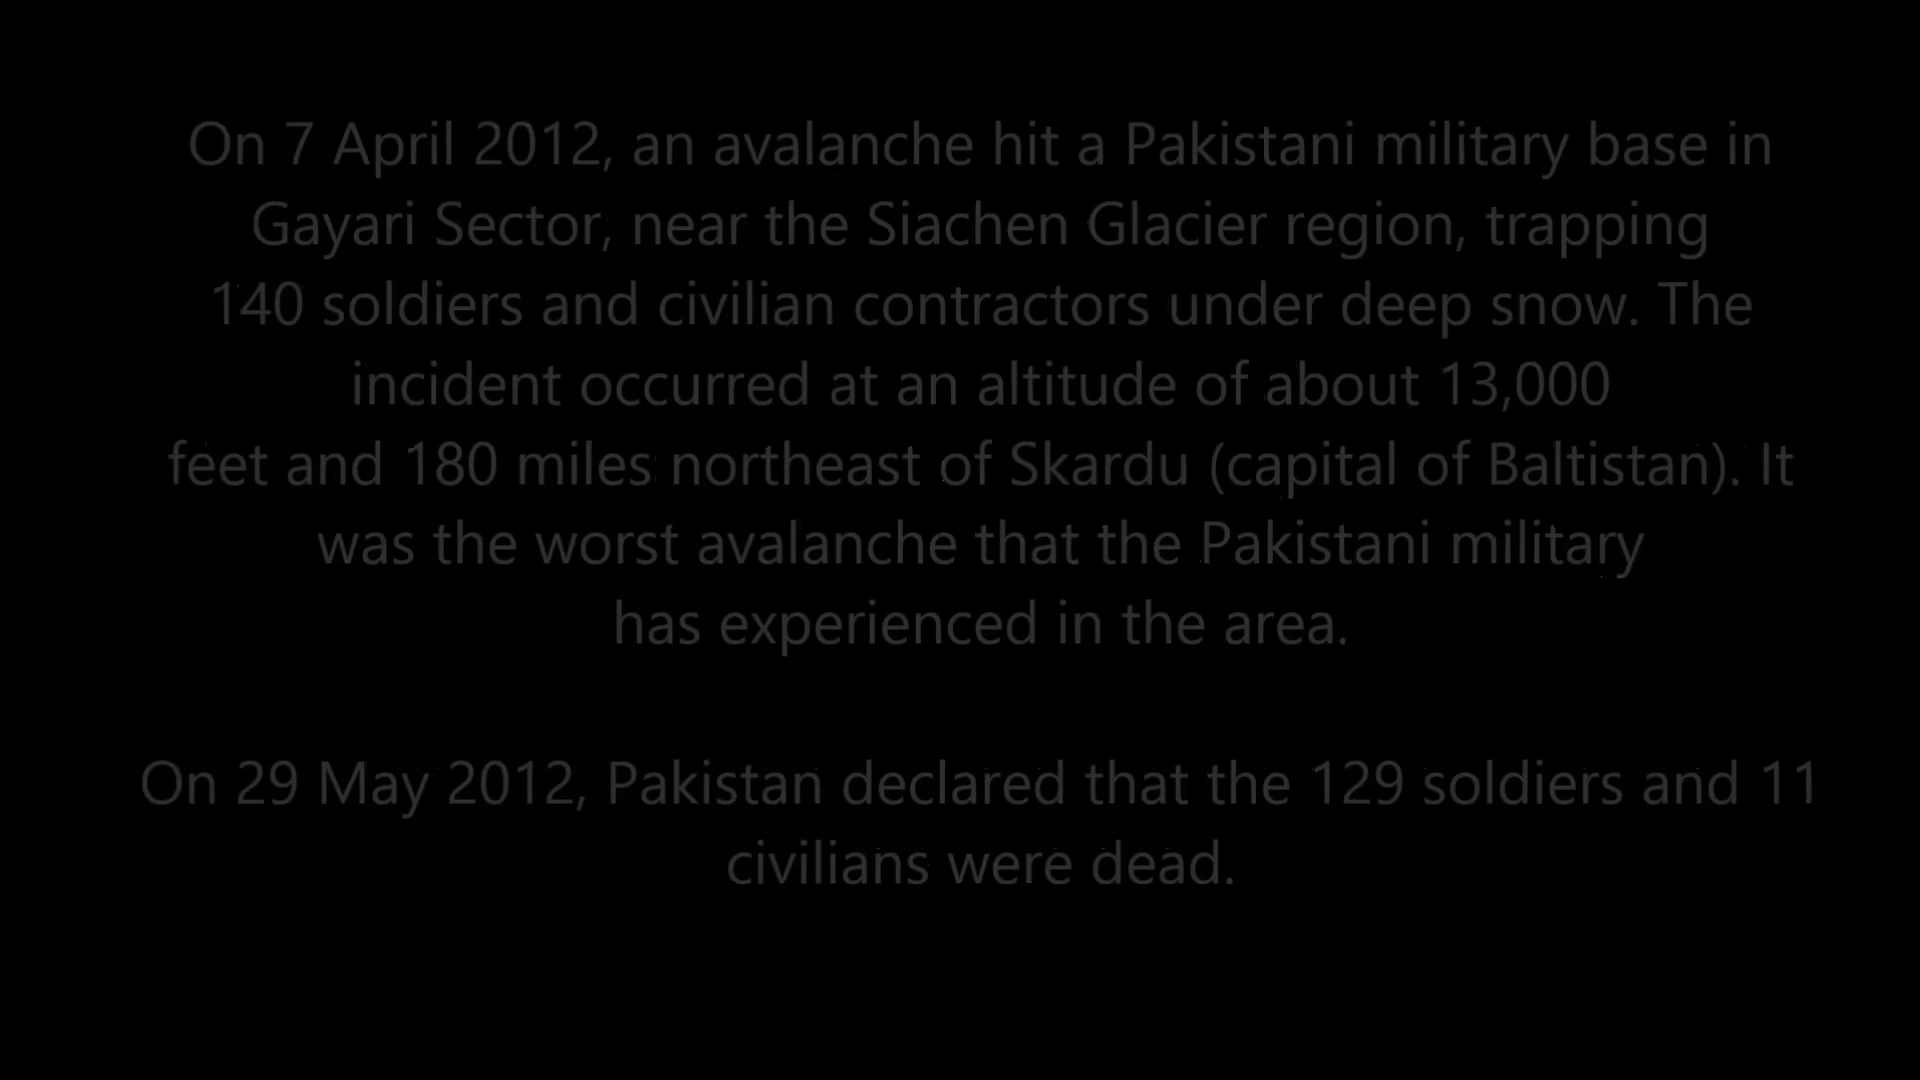 On 7 April 2012, an avalanche hit a Pakistani military base in
Gayari Sector, near the Siachen Glacier region, trapping
140 soldiers and civilian contractors under deep snow. The
incident occurred at an altitude of about 13,000
feet and 180 miles northeast of Skardu (capital of Baltistan). It
was the worst avalanche that the Pakistani military
has experienced in the area.
On 29 May 2012, Pakistan declared that the 129 soldiers and 11
civilians were dead.